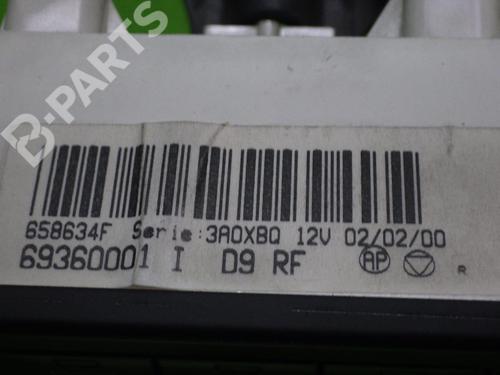 B-PARTS
658634F Serie:3A0XBQ 12V 02/02/00
69360001 I D9 RF AP R